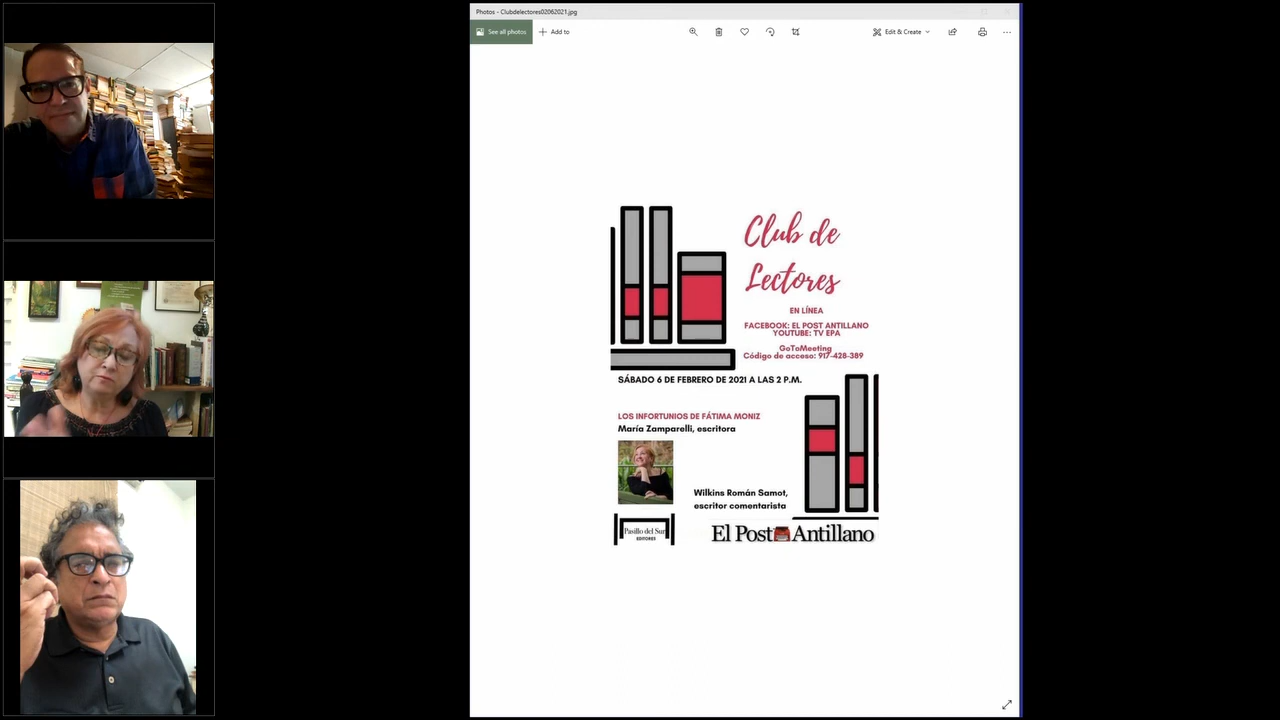 Photos - Clubdelectores02062021.jpg
See all photos
Add to
Edit & Create
Club de
Lectores
EN LÍNEA
FACEBOOK: EL POST ANTILLANO
YOUTUBE: TV EPA
GoToMeeting
Código de acceso: 917-428-389
SÁBADO 6 DE FEBRERO DE 2021 A LAS 2 P.M.
LOS INFORTUNIOS DE FÁTIMA MONIZ
María Zamparelli, escritora
Wilkins Román Samot,
escritor comentarista
Pasillo del Sur
EDITORES
El Post Antillano